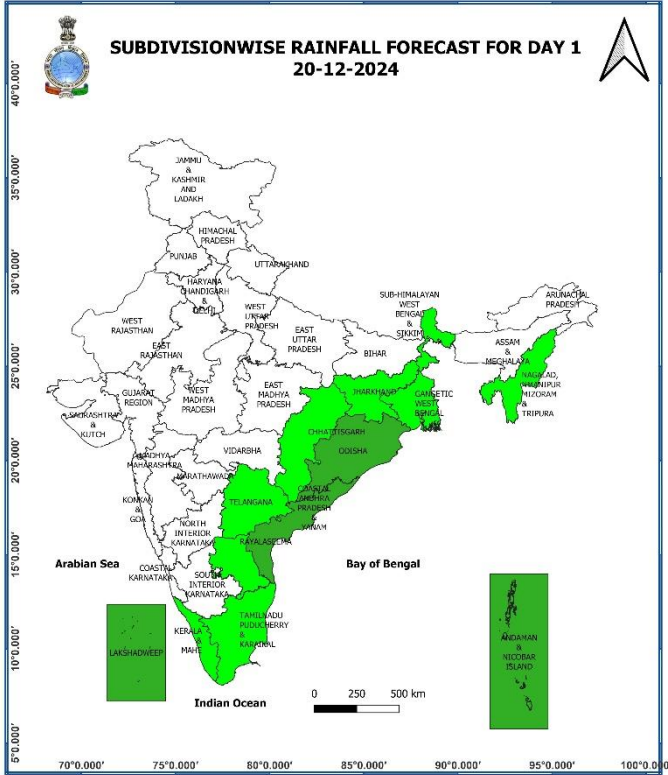 SUBDIVISIONWISE RAINFALL FORECAST FOR DAY 1
20-12-2024
40°0.000'
35°0.000'
30°0.000'
25°0.000'
20°0.000'
15°0.000'
10°0.000'
5°0.000'
JAMMU
&
KASHMIR
AND
LADAKH
HIMACHAL
PRADESH
PUNJAB
UTTARAKHAND
HARYANA
CHANDIGARH
&
DELHI
WEST
UTTAR
PRADESH
EAST
UTTAR
PRADESH
WEST
RAJASTHAN
EAST
RAJASTHAN
SUB-HIMALAYAN
WEST
BENGAL
&
SIKKIM
ARUNACHAL
PRADESH
ASSAM
&
MEGHALAYA
NAGALAD,
MANIPUR
MIZORAM
&
TRIPURA
BIHAR
JHARKHAND
GANGETIC
WEST
BENGAL
GUJARAT
REGION
SAURASHTRA
&
KUTCH
WEST
MADHYA
PRADESH
EAST
MADHYA
PRADESH
CHHATTISGARH
ODISHA
VIDARBHA
MADHYA
MAHARASHTRA
MARATHAWADA
KONKAN
&
GOA
TELANGANA
COASTAL
ANDHRA
PRADESH
&
YANAM
NORTH
INTERIOR
KARNATAKA
RAYALASEEMA
COASTAL
KARNATAKA
SOUTH
INTERIOR
KARNATAKA
TAMILNADU
PUDUCHERRY
&
KARAIKAL
KERALA
&
MAHE
LAKSHADWEEP
ANDAMAN
&
NICOBAR
ISLAND
Arabian Sea
Bay of Bengal
Indian Ocean
0 250 500 km
70°0.000' 75°0.000' 80°0.000' 85°0.000' 90°0.000' 95°0.000' 100°0.000'